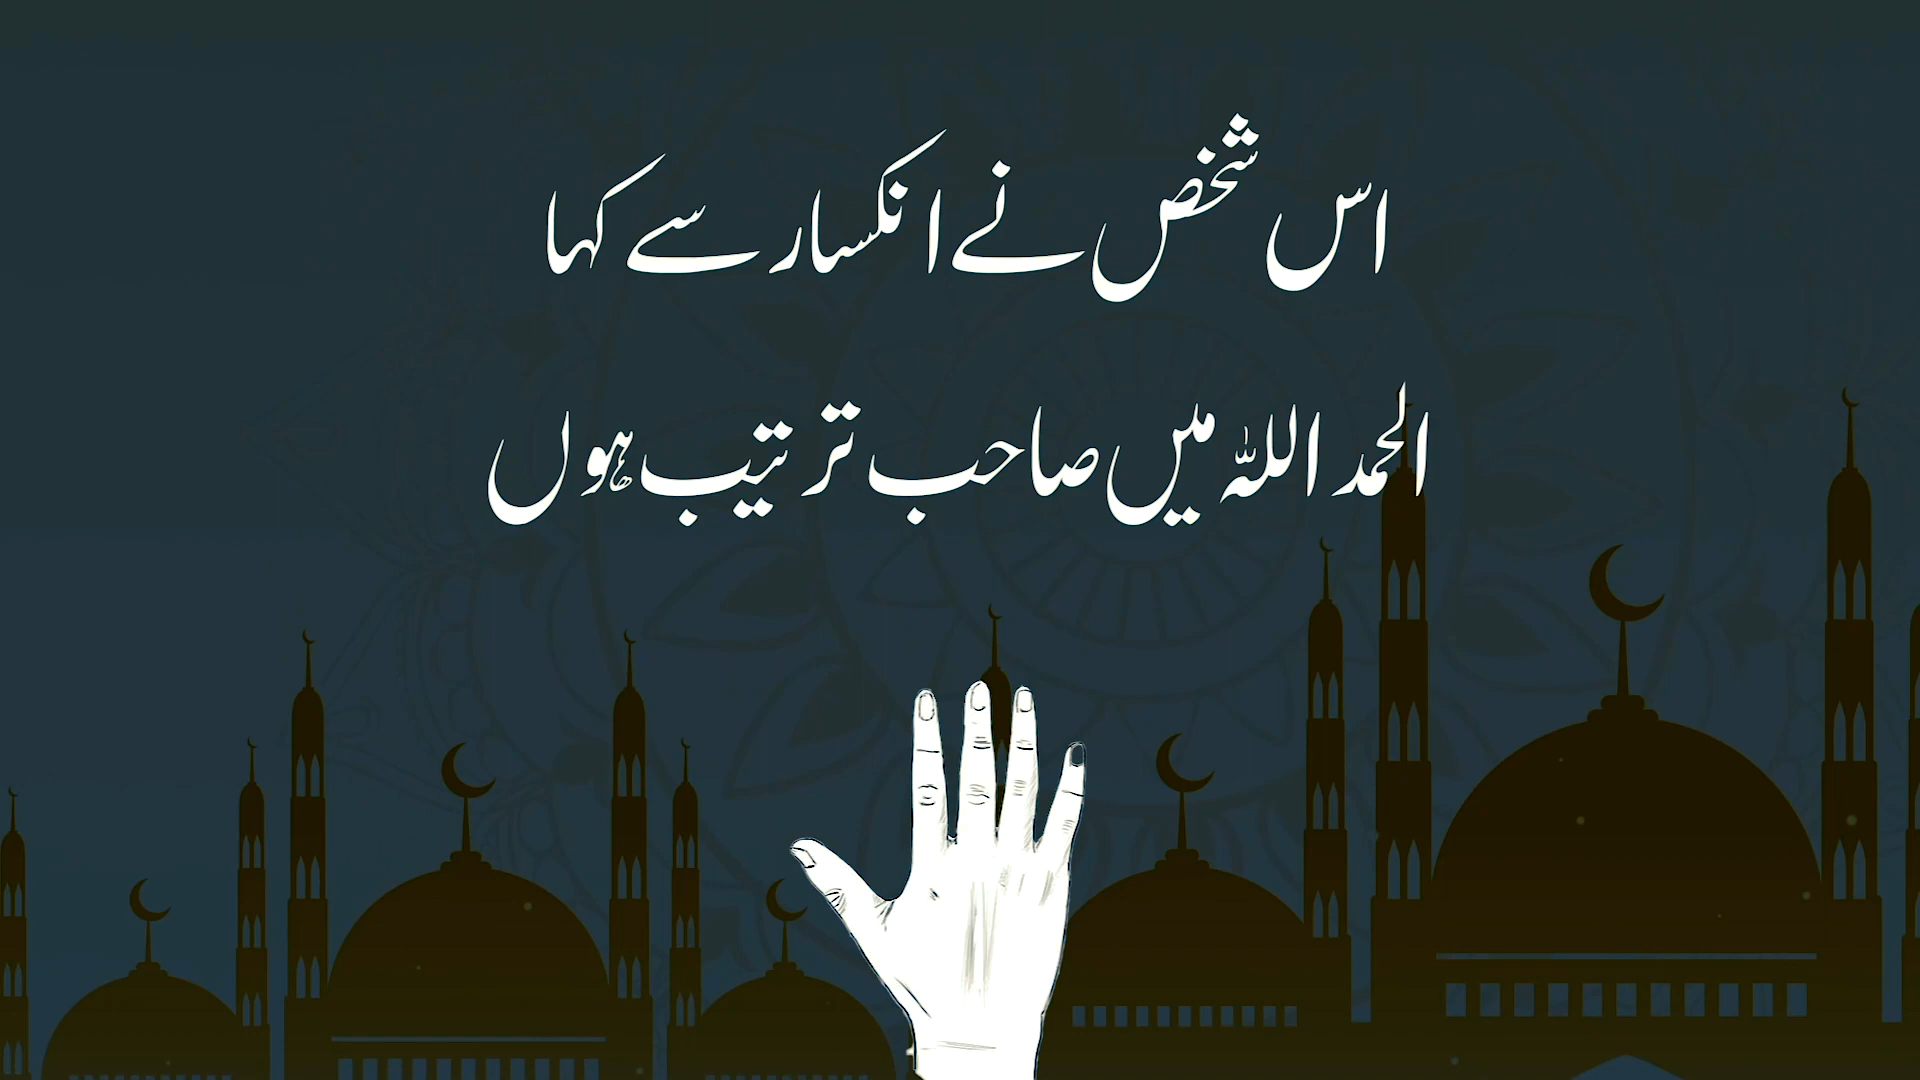 اس شخص نے انکسار سے کہا
الحمد اللہ میں صاحب ترتیب ہوں